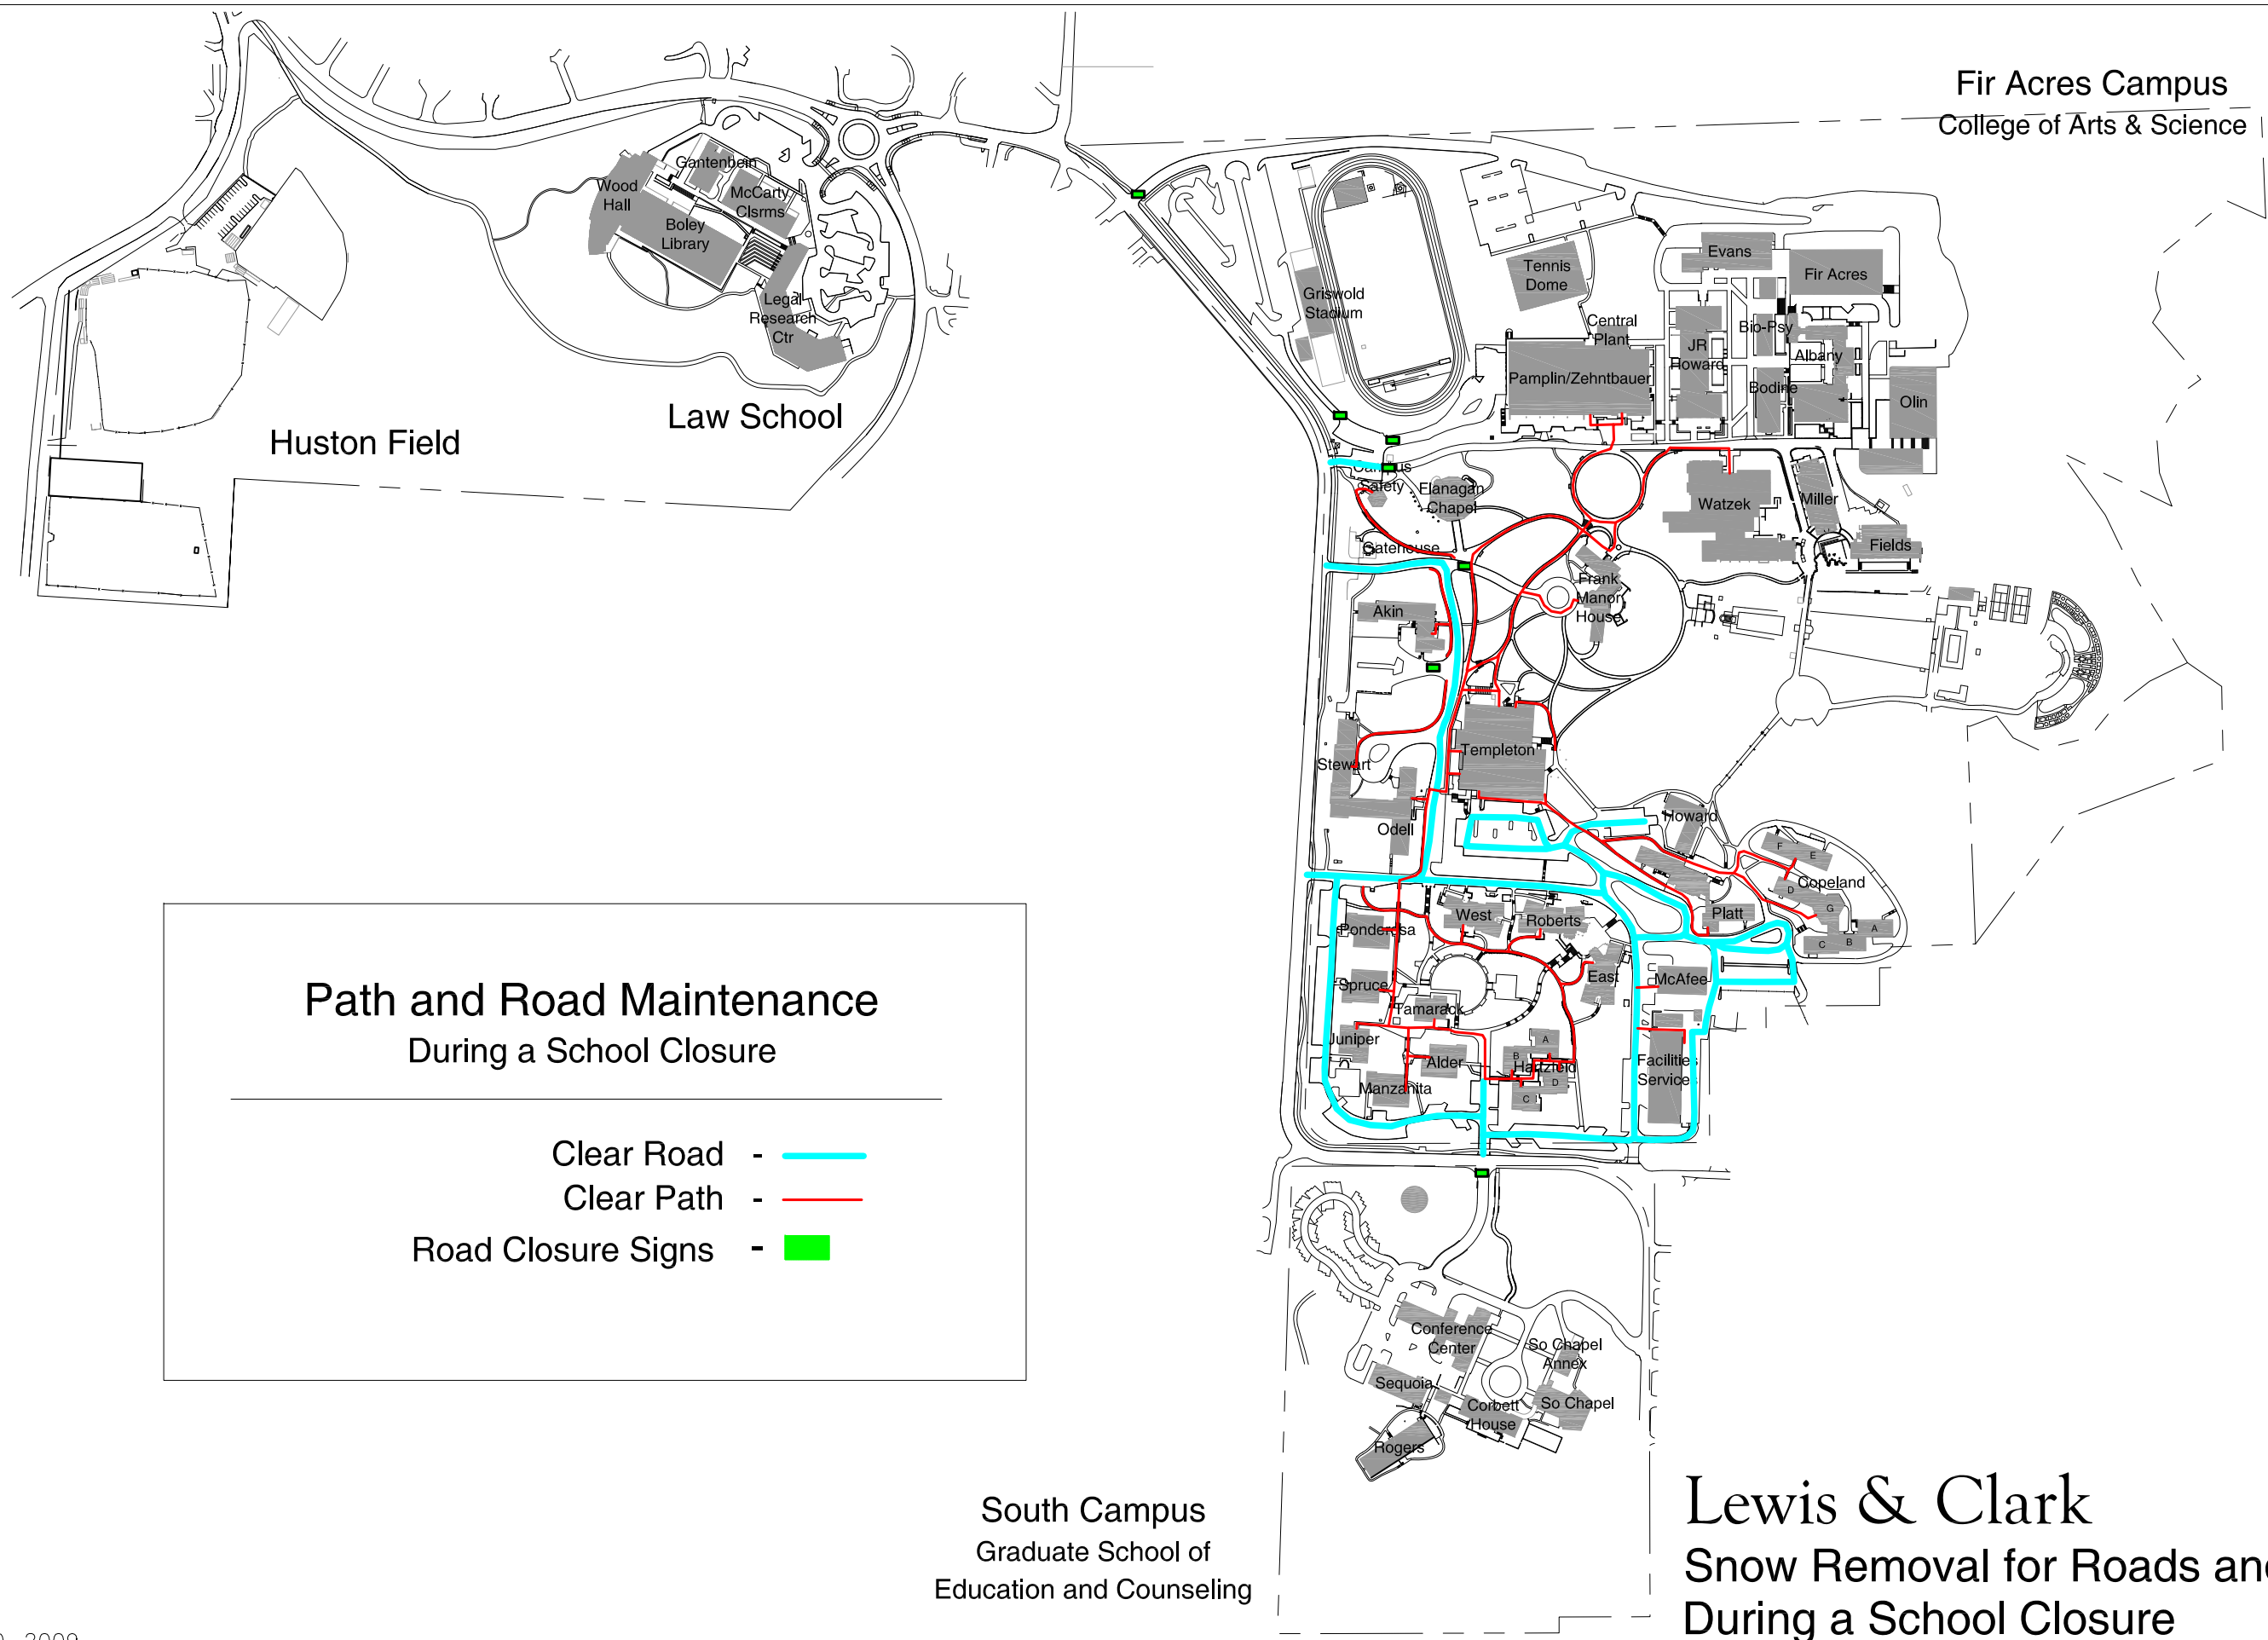 Fir Acres Campus
College of Arts & Science
Gantenbein
Wood
Hall
McCarty
Clsrms
Boley
Library
Legal
Research
Ctr
Law School
Huston Field
Griswold
Stadium
Tennis
Dome
Central
Plant
Pamplin/Zehntbauer
Evans
Fir Acres
JR
Howard
Bio-Psy
Albany
Bodine
Olin
Campus
Safety
Flanagan
Chapel
Gatehouse
Watzek
Miller
Fields
Frank
Manor
House
Akin
Templeton
Stewart
Odell
Howard
F
E
D
Copeland
G
A
B
C
Platt
West
Roberts
Ponderosa
East
McAfee
Spruce
Tamarack
Juniper
Alder
Manzanita
A
B
Hartzfeld
D
C
Facilities
Services
Path and Road Maintenance
During a School Closure
Clear Road -
Clear Path -
Road Closure Signs -
Conference
Center
So Chapel
Annex
Sequoia
Corbett
House
So Chapel
Rogers
South Campus
Graduate School of
Education and Counseling
Lewis & Clark
Snow Removal for Roads and
During a School Closure
2009